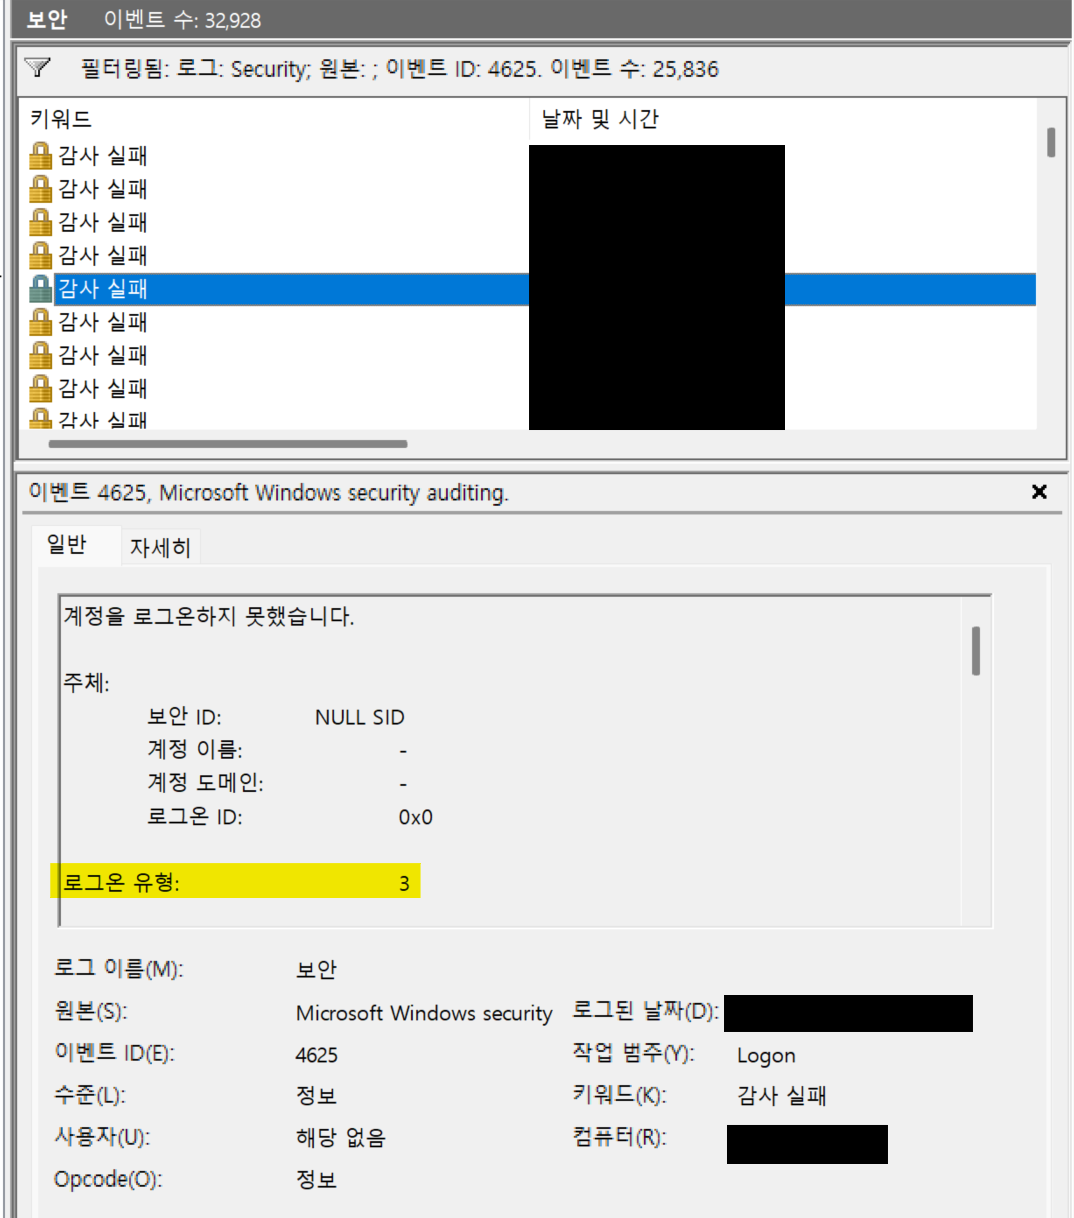 보안 이벤트 수: 32,928
필터링됨: 로그: Security; 원본: ; 이벤트 ID: 4625. 이벤트 수: 25,836
키워드 날짜 및 시간
감사 실패
감사 실패
감사 실패
감사 실패
감사 실패
감사 실패
감사 실패
감사 실패
감사 실패
이벤트 4625, Microsoft Windows security auditing.
일반 자세히
계정을 로그온하지 못했습니다.
주체:
보안 ID: NULL SID
계정 이름: -
계정 도메인: -
로그온 ID: 0x0
로그온 유형: 3
로그 이름(M): 보안
원본(S): Microsoft Windows security 로그된 날짜(D):
이벤트 ID(E): 4625 작업 범주(Y): Logon
수준(L): 정보 키워드(K): 감사 실패
사용자(U): 해당 없음 컴퓨터(R):
Opcode(O): 정보